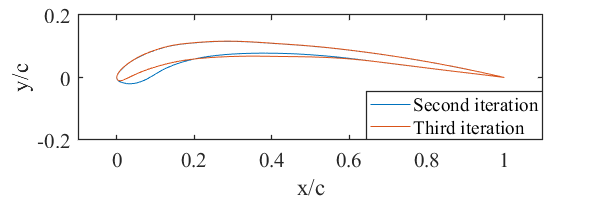 0.2
0
-0.2
y/c
0 0.2 0.4 0.6 0.8 1
x/c
Second iteration
Third iteration